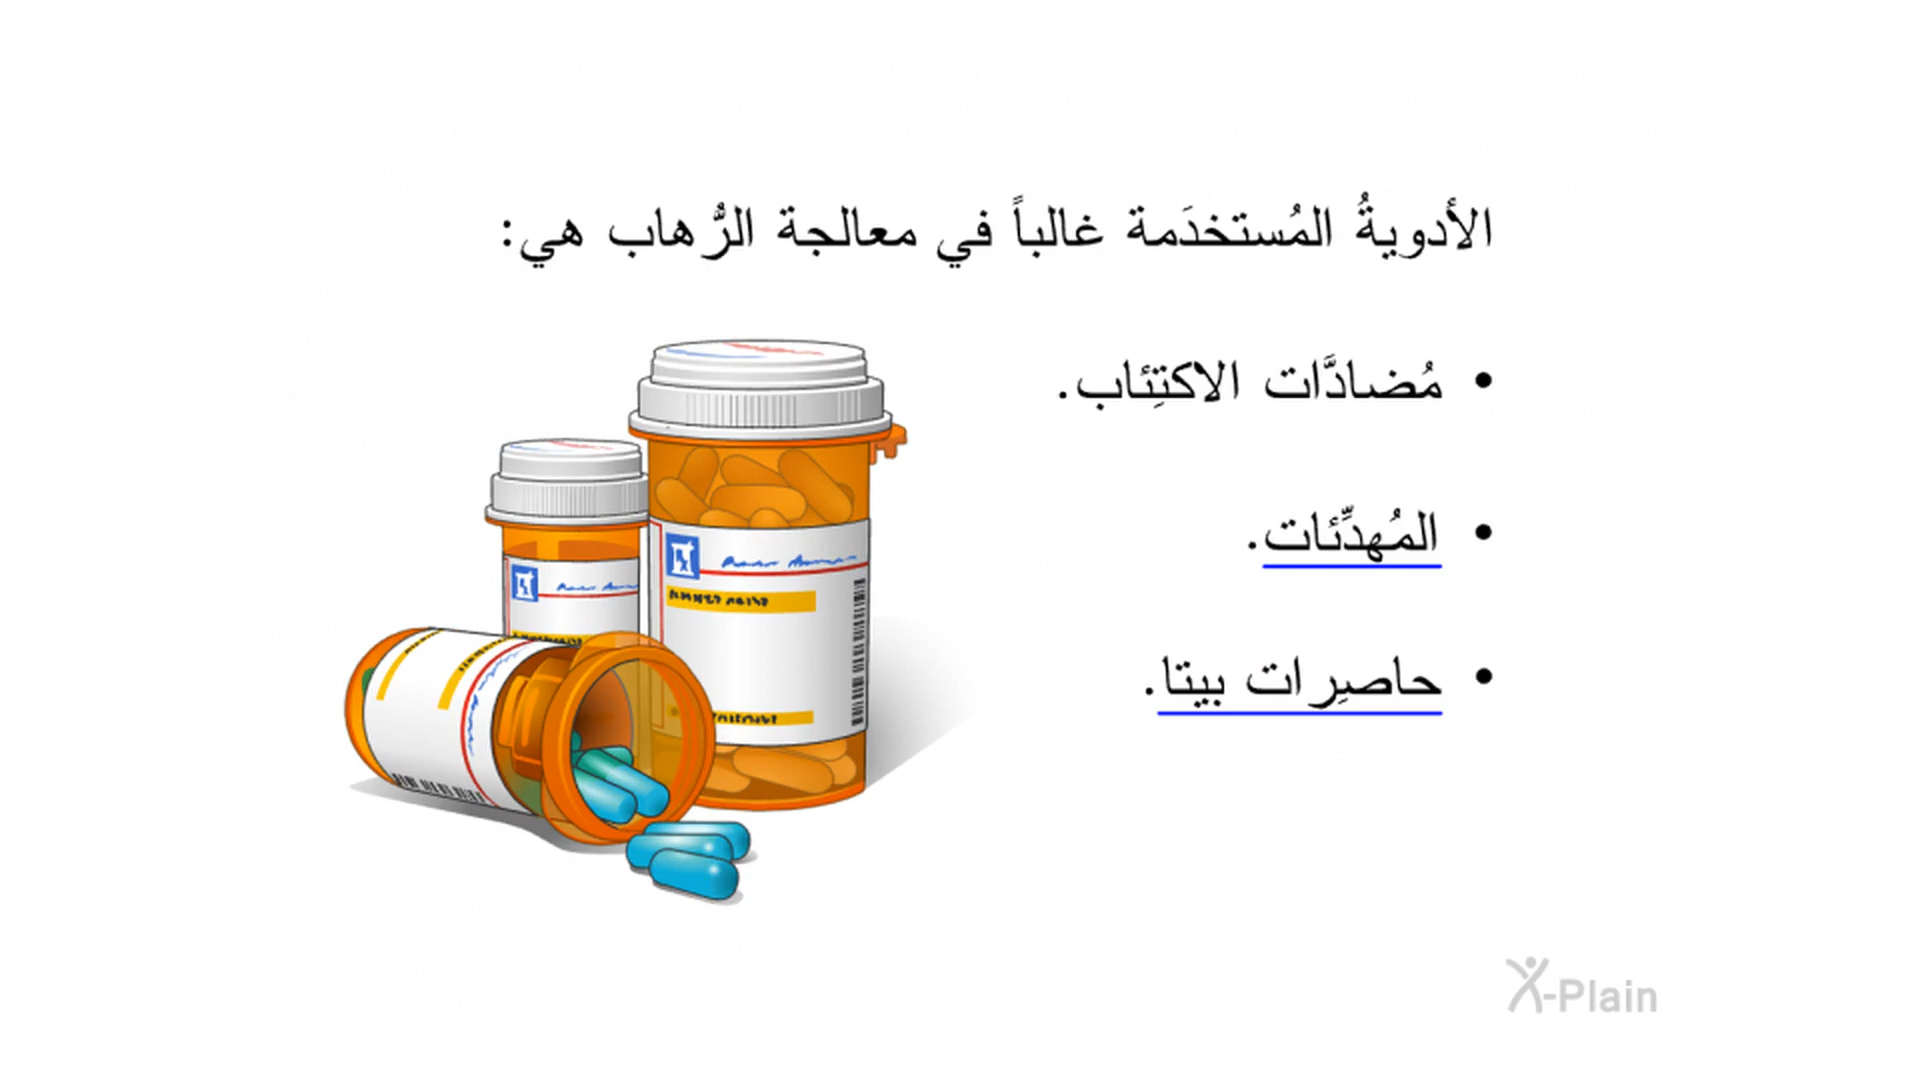 الأدويةُ المُستخدَمة غالباً في معالجة الرُّهاب هي:
• مُضادَّات الاكتِئاب.
• المُهدِّئات.
• حاصِرات بيتا.
X-Plain